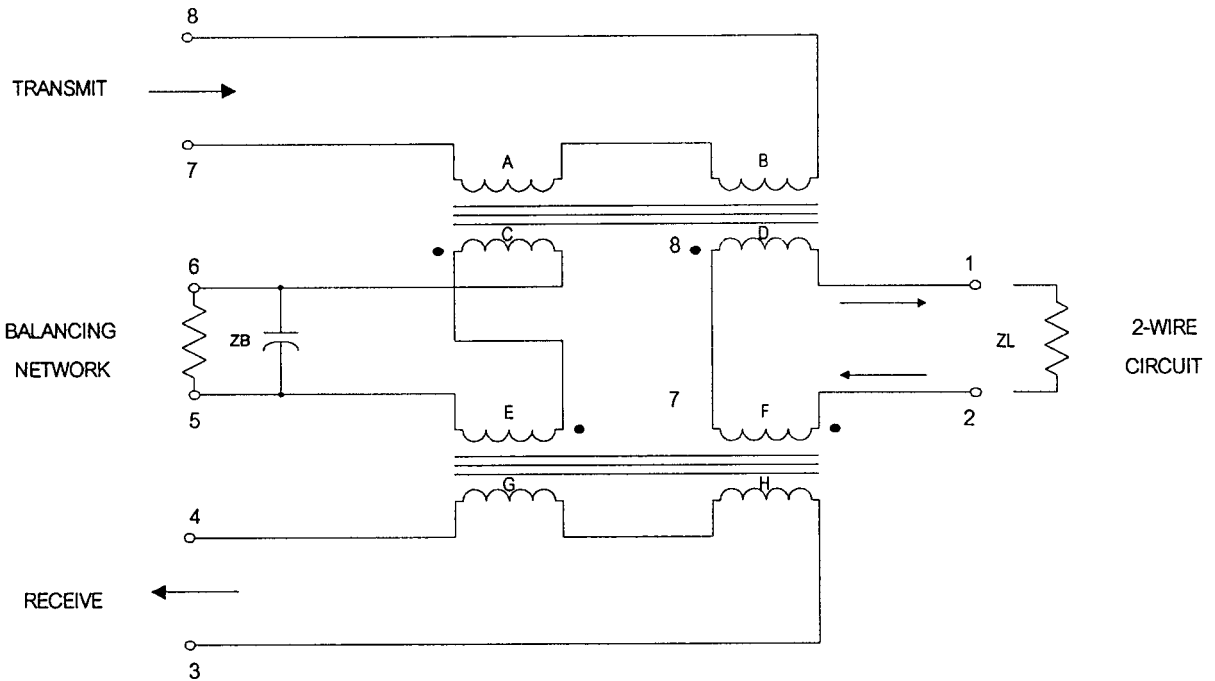 8
TRANSMIT
7
A
B
C
8
D
6
1
BALANCING
NETWORK
ZB
ZL
2-WIRE
CIRCUIT
5
7
E
F
2
G
H
4
RECEIVE
3